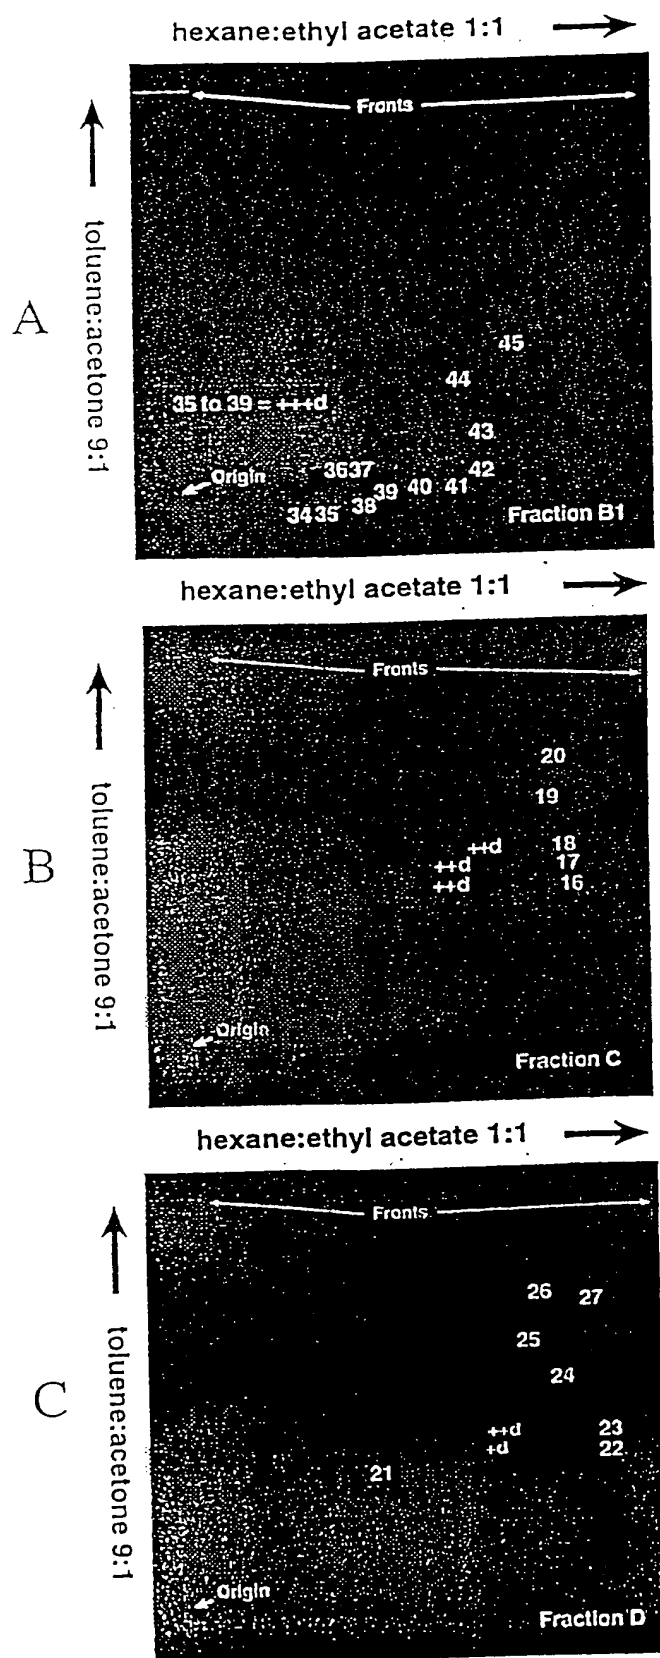 hexane:ethyl acetate 1:1
Fronts
toluene:acetone 9:1
A
45
44
35 to 39 = +++d
43
3637
42
Origin
39
40
41
38
3435
Fraction B1
hexane:ethyl acetate 1:1
Fronts
toluene:acetone 9:1
B
20
19
++d
18
++d
17
++d
16
Origin
Fraction C
hexane:ethyl acetate 1:1
Fronts
toluene:acetone 9:1
C
26
27
25
24
++d
23
+d
22
21
Origin
Fraction D